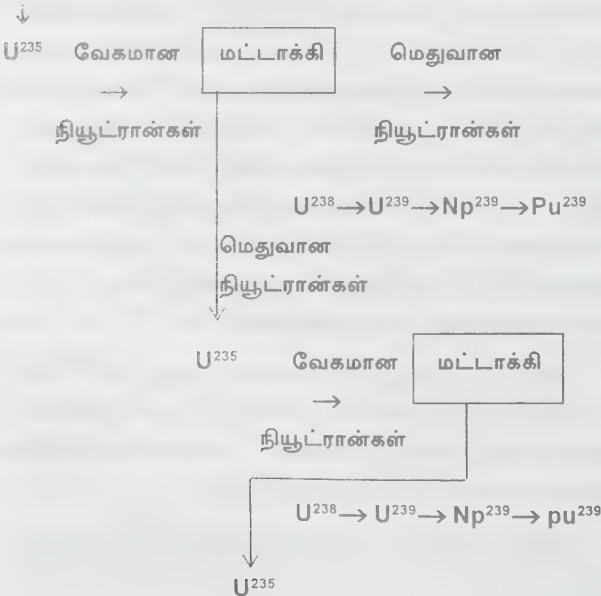 ↓
U²³⁵ வேகமான மட்டாக்கி மெதுவான
→ →
நியூட்ரான்கள் நியூட்ரான்கள்
U²³⁸→U²³⁹→Np²³⁹→Pu²³⁹
மெதுவான
நியூட்ரான்கள்
U²³⁵ வேகமான மட்டாக்கி
→
நியூட்ரான்கள்
U²³⁸→ U²³⁹→ Np²³⁹→ pu²³⁹
U²³⁵